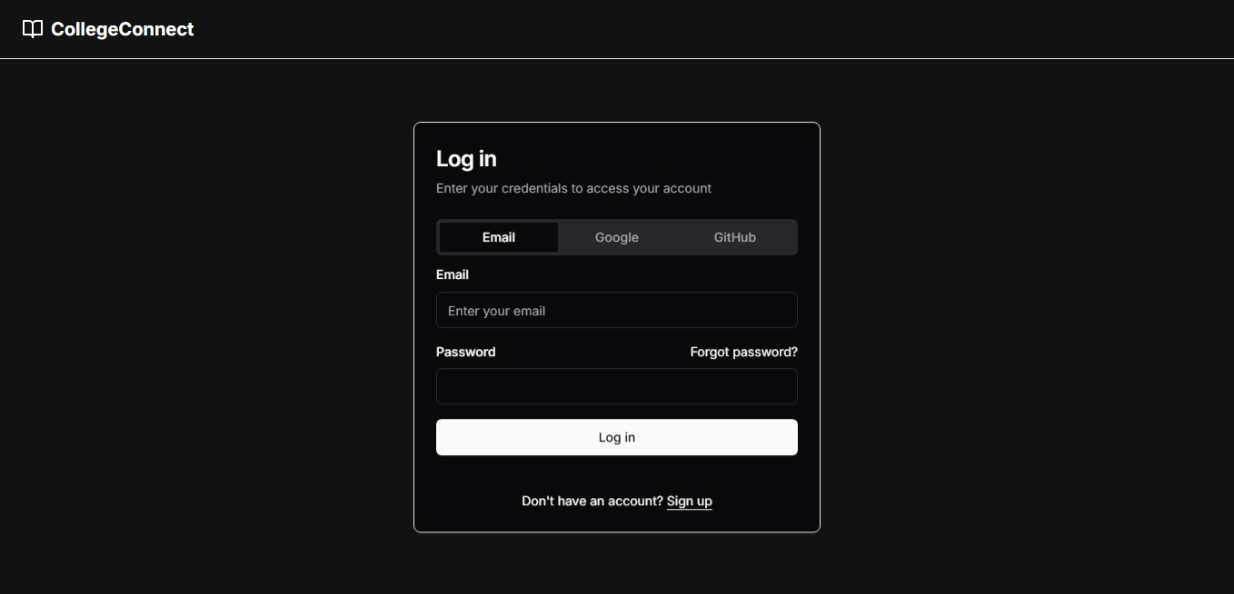 CollegeConnect
Log in
Enter your credentials to access your account
Email Google GitHub
Email
Enter your email
Password Forgot password?
Log in
Don't have an account? Sign up